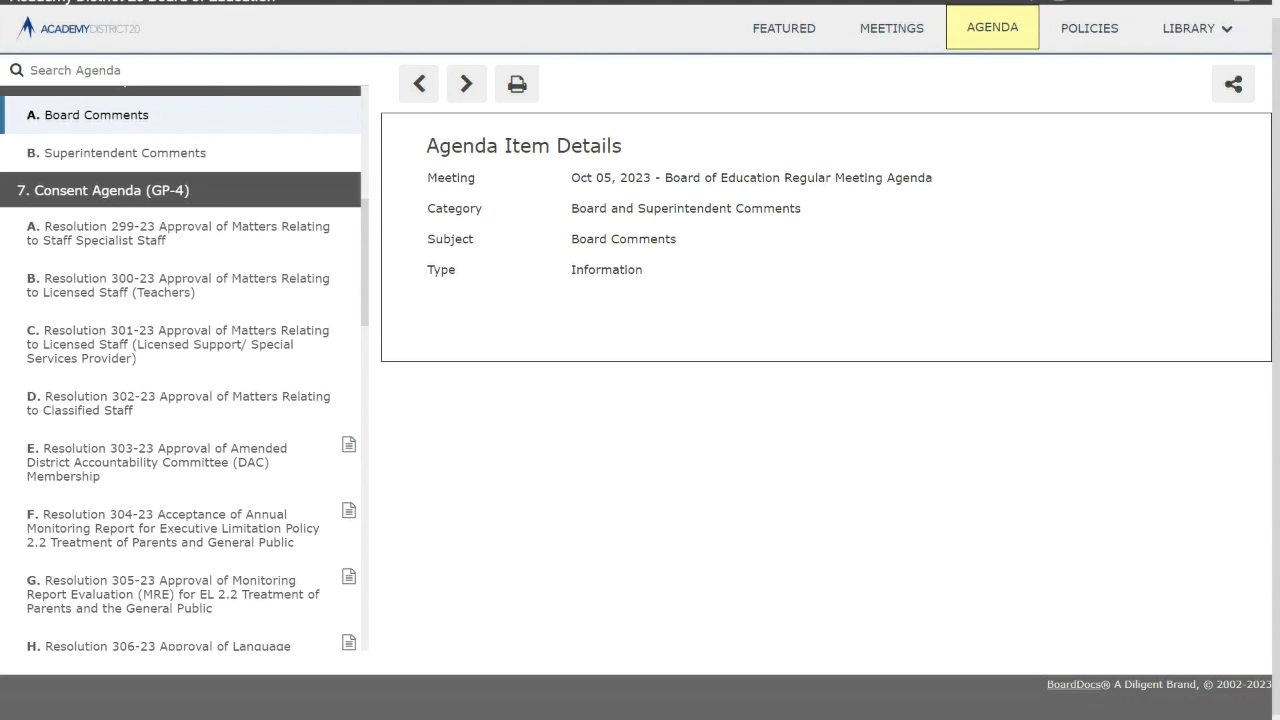 ACADEMYDISTRICT20
FEATURED
MEETINGS
AGENDA
POLICIES
LIBRARY
Search Agenda
A. Board Comments
B. Superintendent Comments
7. Consent Agenda (GP-4)
A. Resolution 299-23 Approval of Matters Relating
to Staff Specialist Staff
B. Resolution 300-23 Approval of Matters Relating
to Licensed Staff (Teachers)
C. Resolution 301-23 Approval of Matters Relating
to Licensed Staff (Licensed Support/ Special
Services Provider)
D. Resolution 302-23 Approval of Matters Relating
to Classified Staff
E. Resolution 303-23 Approval of Amended
District Accountability Committee (DAC)
Membership
F. Resolution 304-23 Acceptance of Annual
Monitoring Report for Executive Limitation Policy
2.2 Treatment of Parents and General Public
G. Resolution 305-23 Approval of Monitoring
Report Evaluation (MRE) for EL 2.2 Treatment of
Parents and the General Public
H. Resolution 306-23 Approval of Language
Agenda Item Details
Meeting Oct 05, 2023 - Board of Education Regular Meeting Agenda
Category Board and Superintendent Comments
Subject Board Comments
Type Information
BoardDocs® A Diligent Brand, © 2002-2023